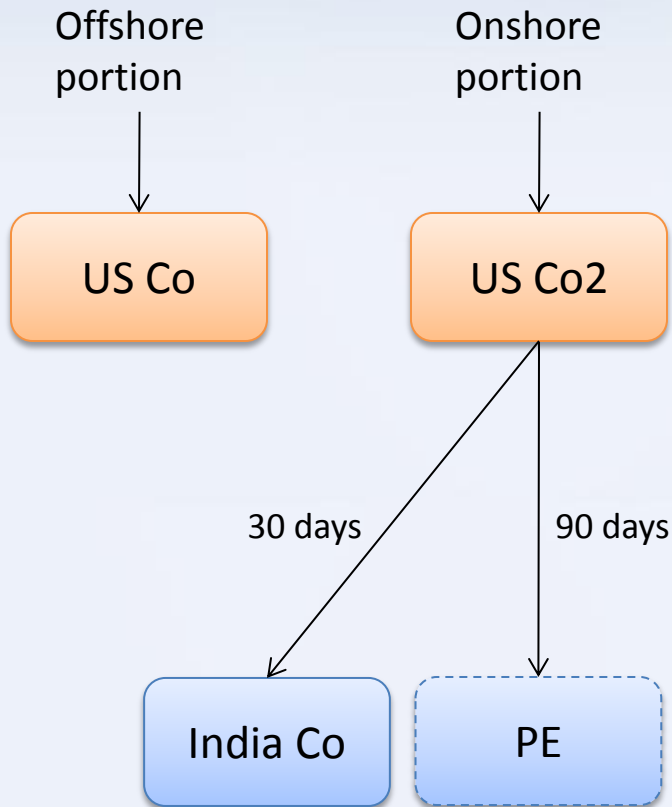 Offshore
portion
Onshore
portion
US Co
US Co2
30 days
90 days
India Co
PE